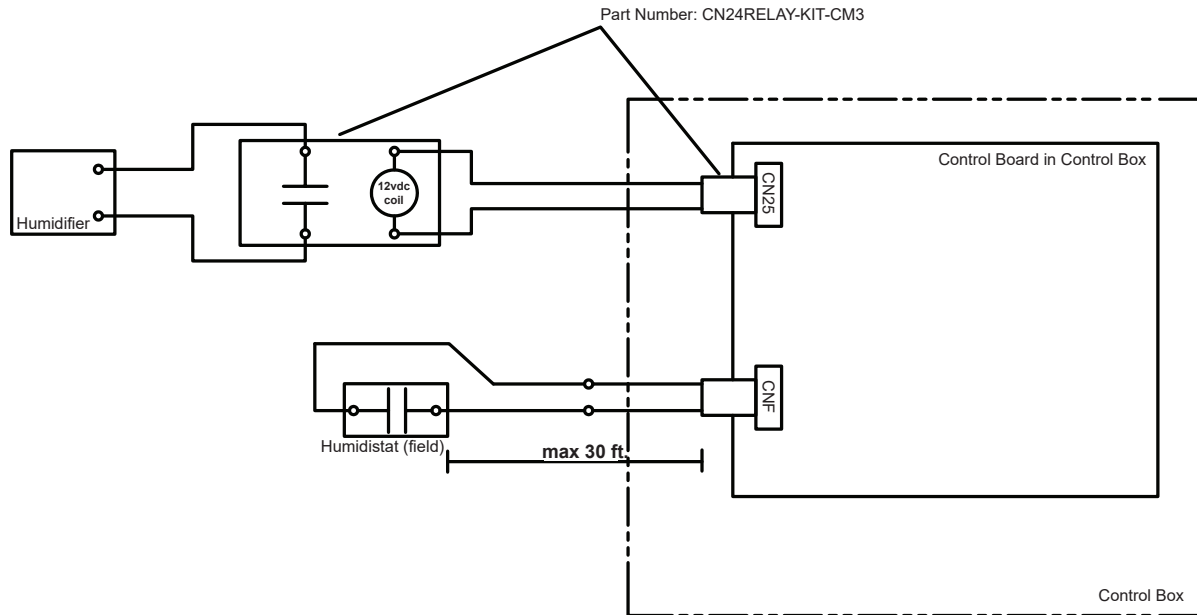 Part Number: CN24RELAY-KIT-CM3
Control Board in Control Box
12vdc
coil
CN25
Humidifier
CNF
Humidistat (field)
max 30 ft.
Control Box